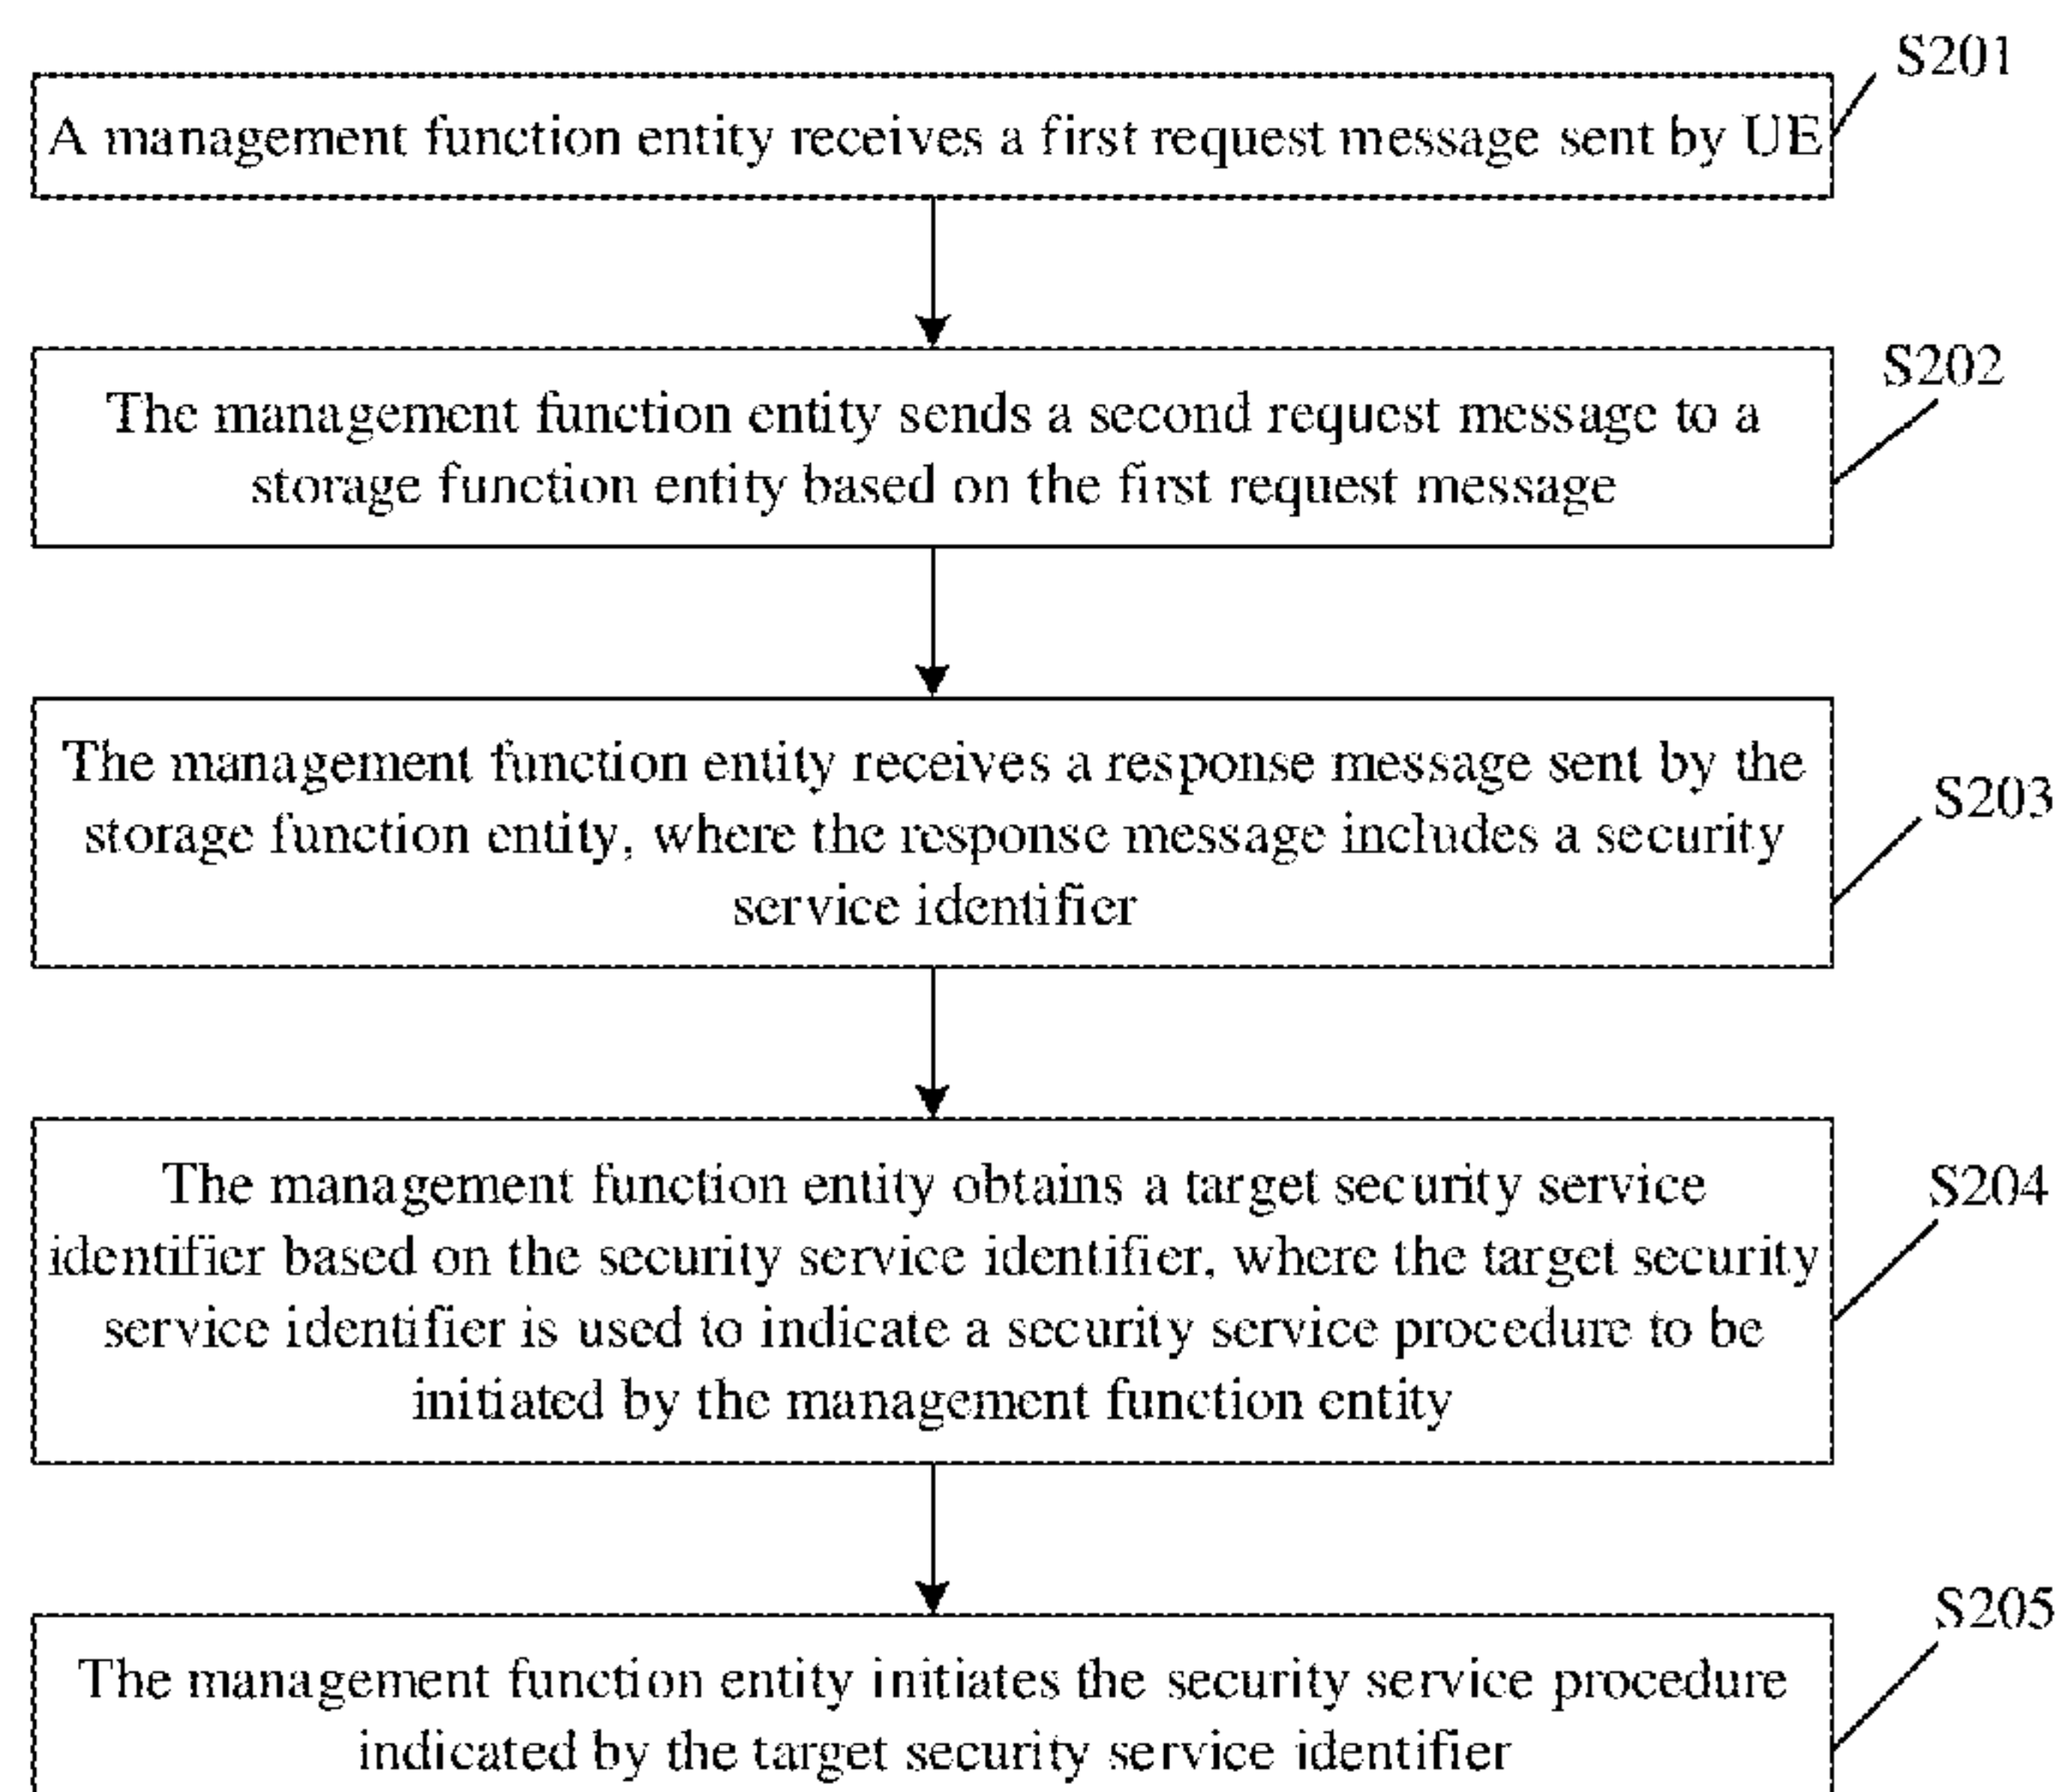 S201
A management function entity receives a first request message sent by UE
S202
The management function entity sends a second request message to a
storage function entity based on the first request message
The management function entity receives a response message sent by the
storage function entity, where the response message includes a security
service identifier
S203
The management function entity obtains a target security service
identifier based on the security service identifier, where the target security
service identifier is used to indicate a security service procedure to be
initiated by the management function entity
S204
S205
The management function entity initiates the security service procedure
indicated by the target security service identifier